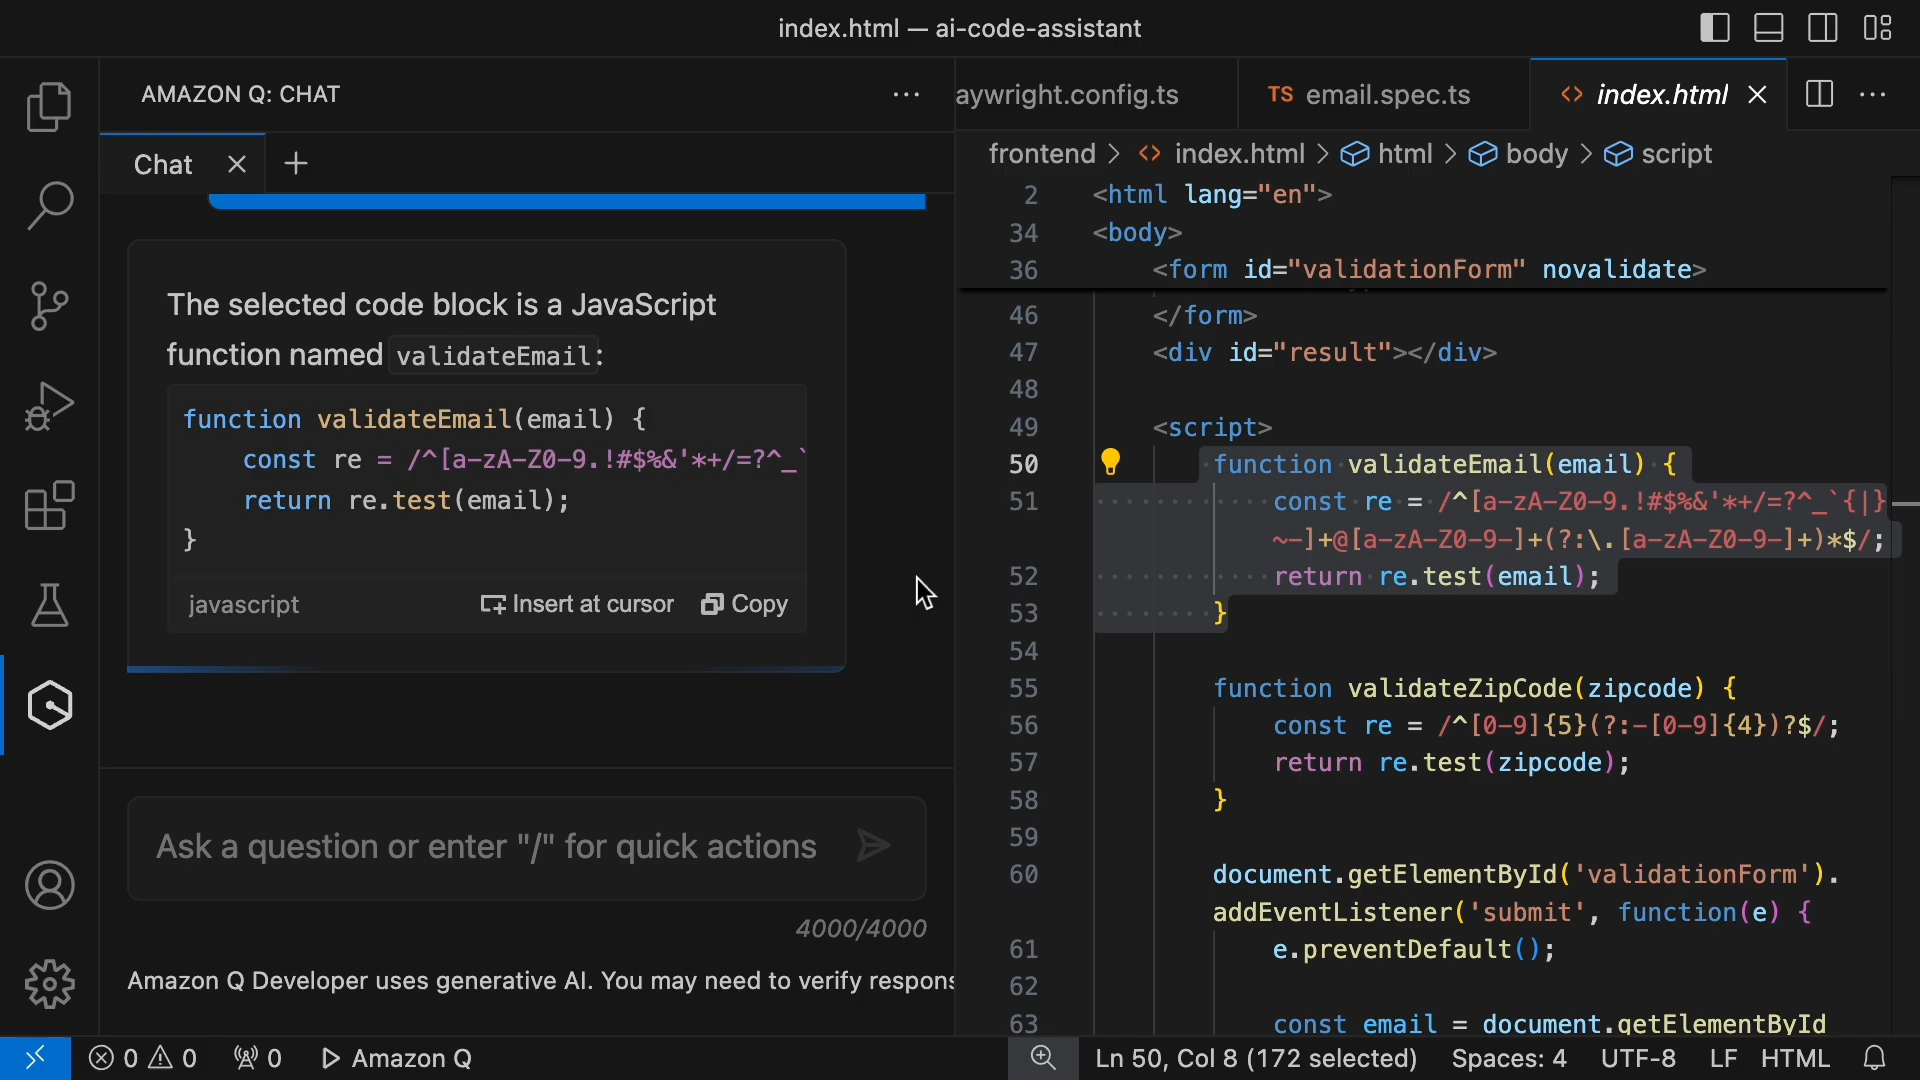 index.html — ai-code-assistant
AMAZON Q: CHAT
Chat
The selected code block is a JavaScript
function named validateEmail:
function validateEmail(email) {
const re = /^[a-zA-Z0-9.!#$%&'*+/=?^_`
return re.test(email);
}
javascript
Insert at cursor
Copy
Ask a question or enter "/" for quick actions
4000/4000
Amazon Q Developer uses generative AI. You may need to verify respons
aywright.config.ts
TS email.spec.ts
<> index.html
frontend > <> index.html > html > body > script
2 <html lang="en">
34 <body>
36 <form id="validationForm" novalidate>
46 </form>
47 <div id="result"></div>
48
49 <script>
50 function validateEmail(email) {
51 const re = /^[a-zA-Z0-9.!#$%&'*+/=?^_`{|}
~-]+@[a-zA-Z0-9-]+(?:\.[a-zA-Z0-9-]+)*$/;
52 return re.test(email);
53 }
54
55 function validateZipCode(zipcode) {
56 const re = /^[0-9]{5}(?:-[0-9]{4})?$/;
57 return re.test(zipcode);
58 }
59
60 document.getElementById('validationForm').
addEventListener('submit', function(e) {
61 e.preventDefault();
62
63 const email = document.getElementById
0 0 0 Amazon Q
Ln 50, Col 8 (172 selected) Spaces: 4 UTF-8 LF HTML